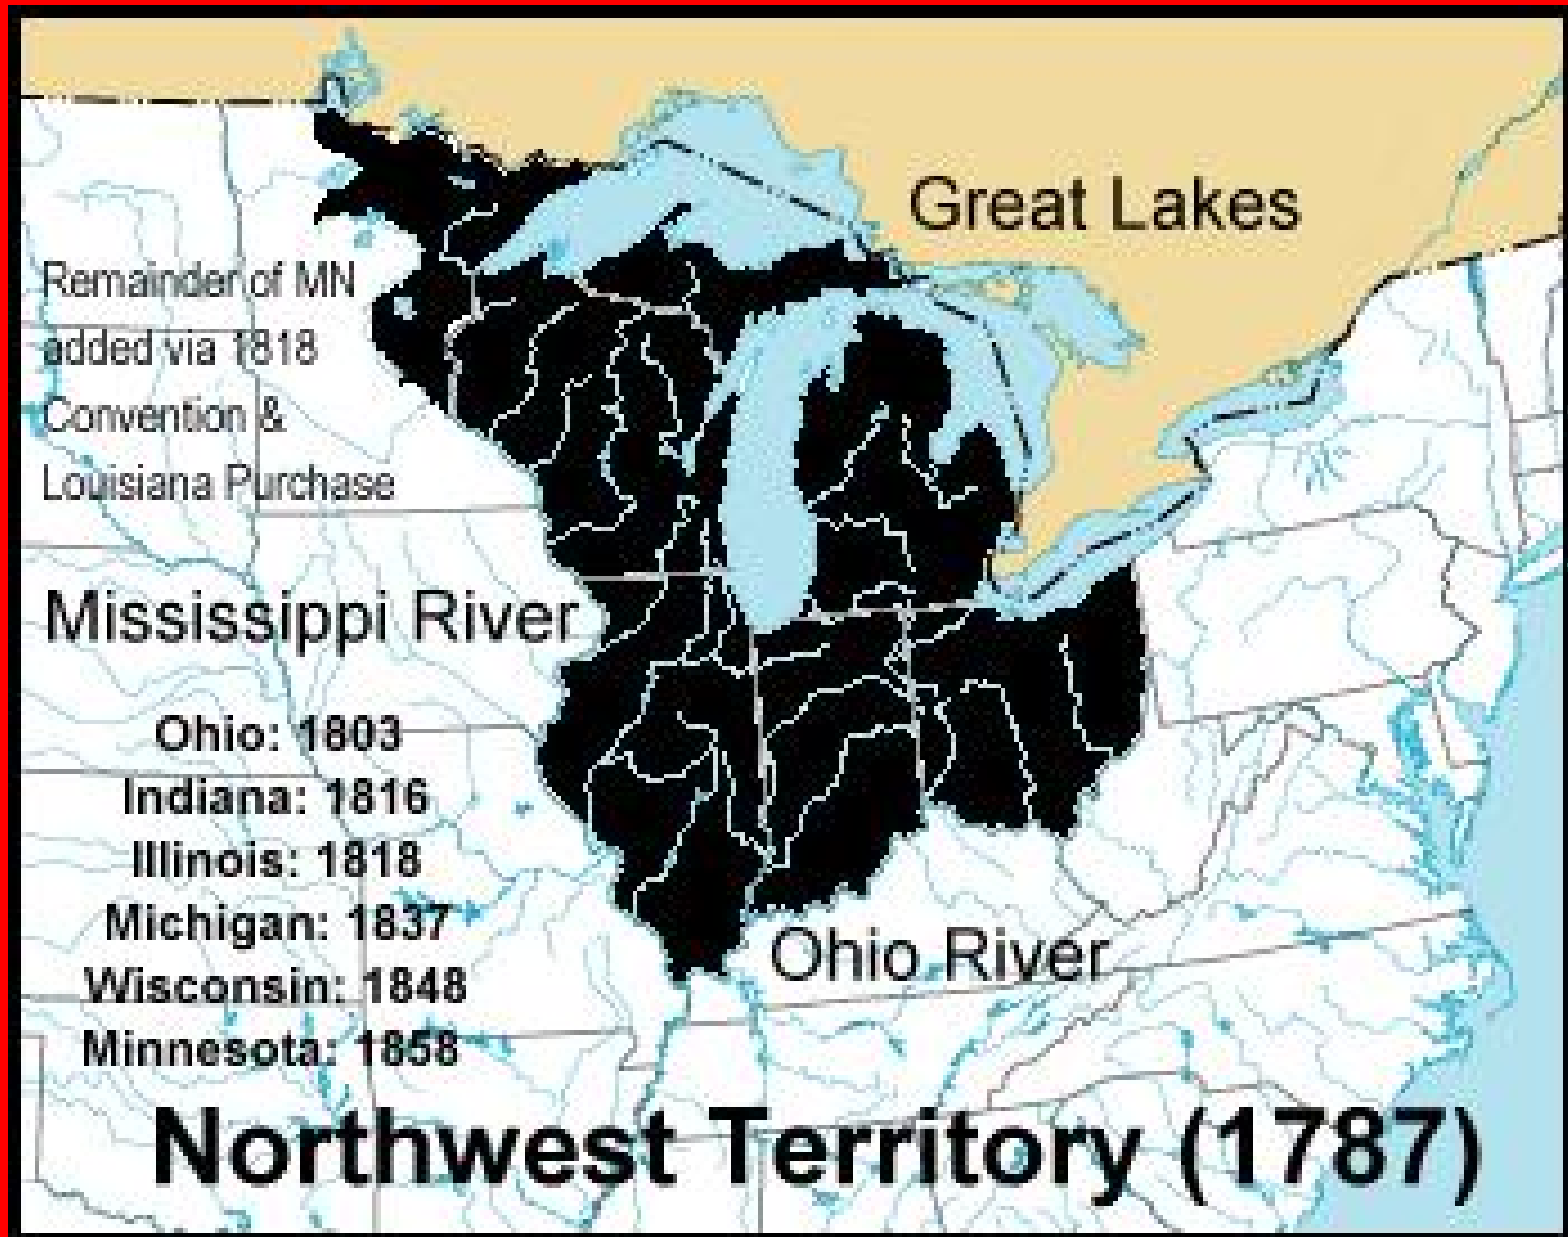 Great Lakes
Remainder of MN
added via 1818
Convention &
Louisiana Purchase
Mississippi River
Ohio: 1803
Indiana: 1816
Illinois: 1818
Michigan: 1837
Wisconsin: 1848
Minnesota: 1858
Ohio River
Northwest Territory (1787)